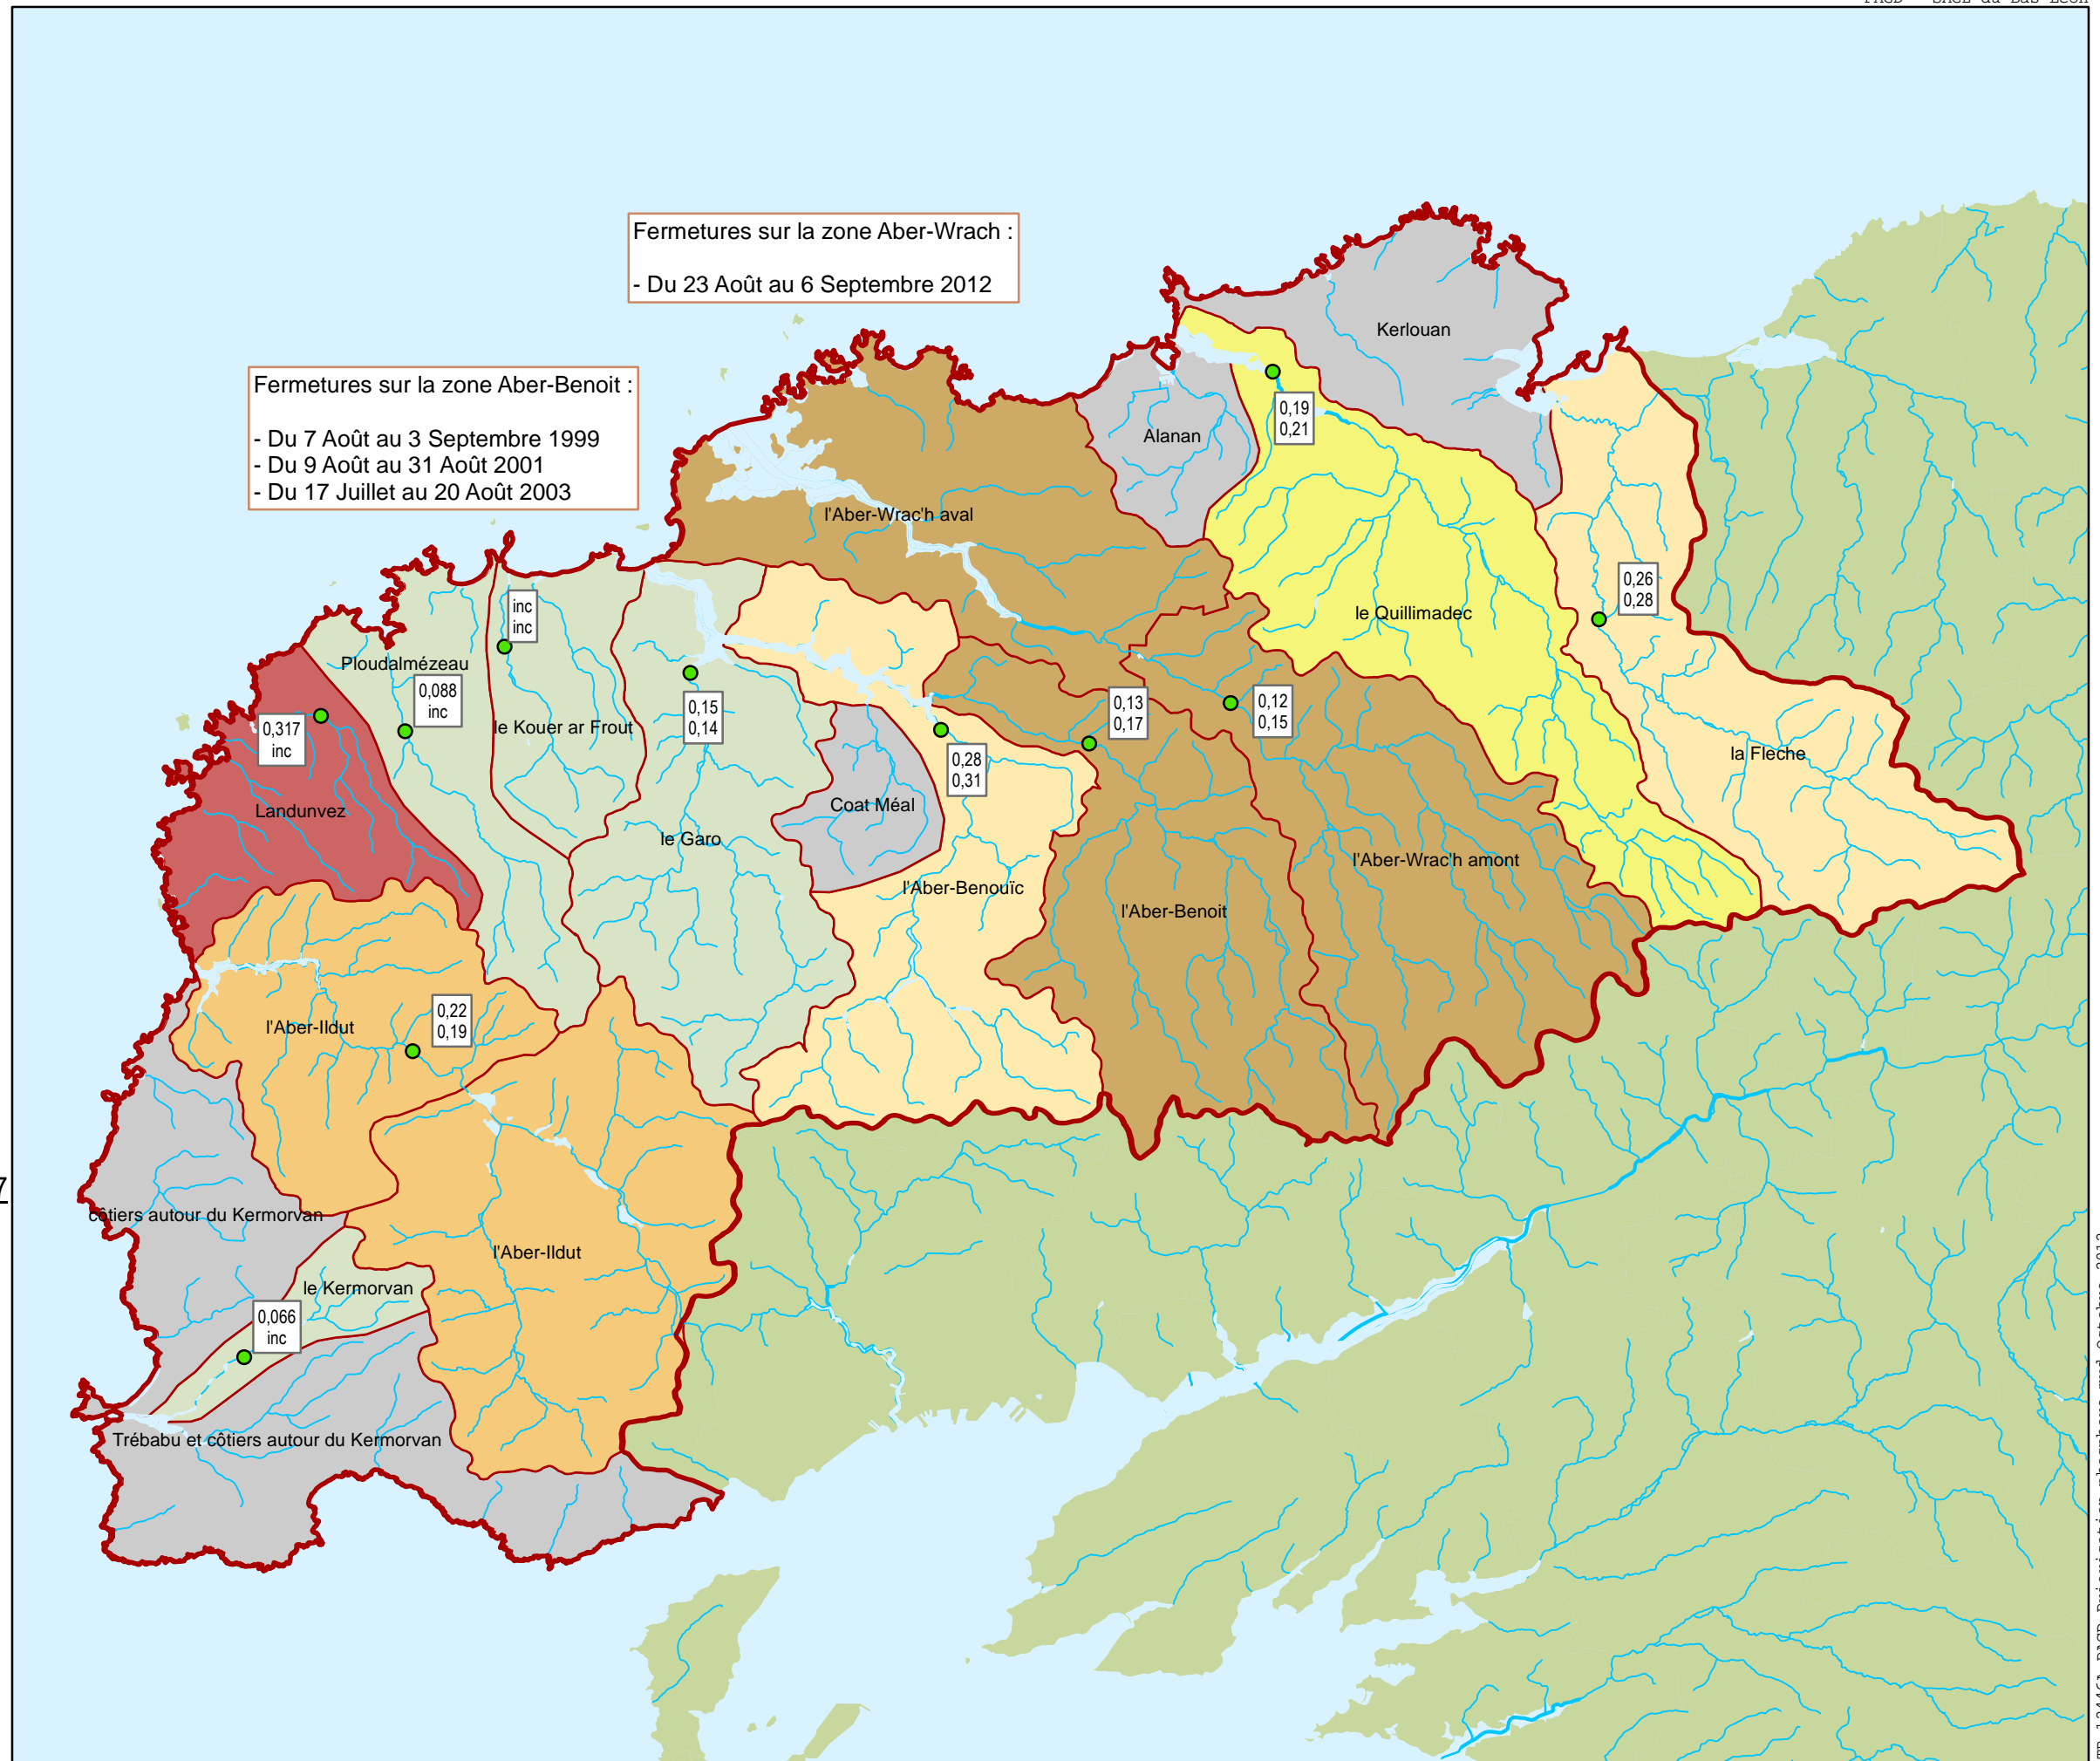 Fermetures sur la zone Aber-Wrach :
- Du 23 Août au 6 Septembre 2012
Fermetures sur la zone Aber-Benoit :
- Du 7 Août au 3 Septembre 1999
- Du 9 Août au 31 Août 2001
- Du 17 Juillet au 20 Août 2003
Kerlouan
Alanan
0,19
0,21
l'Aber-Wrac'h aval
le Quillimadec
0,26
0,28
inc
inc
Ploudalmézeau
0,088
inc
0,317
inc
le Kouer ar Frout
0,15
0,14
0,13
0,17
0,12
0,15
0,28
0,31
la Fleche
Landunvez
Coat Méal
le Garo
l'Aber-Wrac'h amont
l'Aber-Benouïc
l'Aber-Benoit
l'Aber-Ildut
0,22
0,19
7
côtiers autour du Kermorvan
l'Aber-Ildut
le Kermorvan
0,066
inc
Trébabu et côtiers autour du Kermorvan